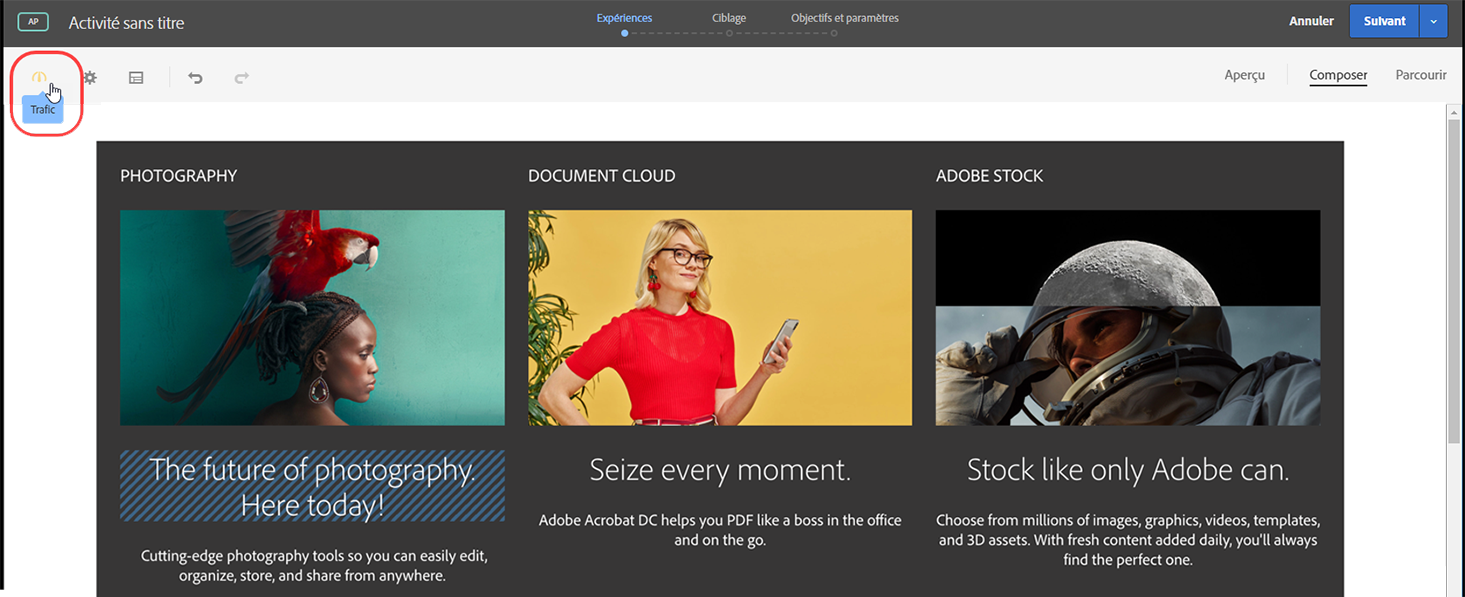 AP
Activité sans titre
Expériences
Ciblage
Objectifs et paramètres
Annuler
Suivant
Trafic
Aperçu
Composer
Parcourir
PHOTOGRAPHY
The future of photography.
Here today!
Cutting-edge photography tools so you can easily edit,
organize, store, and share from anywhere.
DOCUMENT CLOUD
Seize every moment.
Adobe Acrobat DC helps you PDF like a boss in the office
and on the go.
ADOBE STOCK
Stock like only Adobe can.
Choose from millions of images, graphics, videos, templates,
and 3D assets. With fresh content added daily, you'll always
find the perfect one.